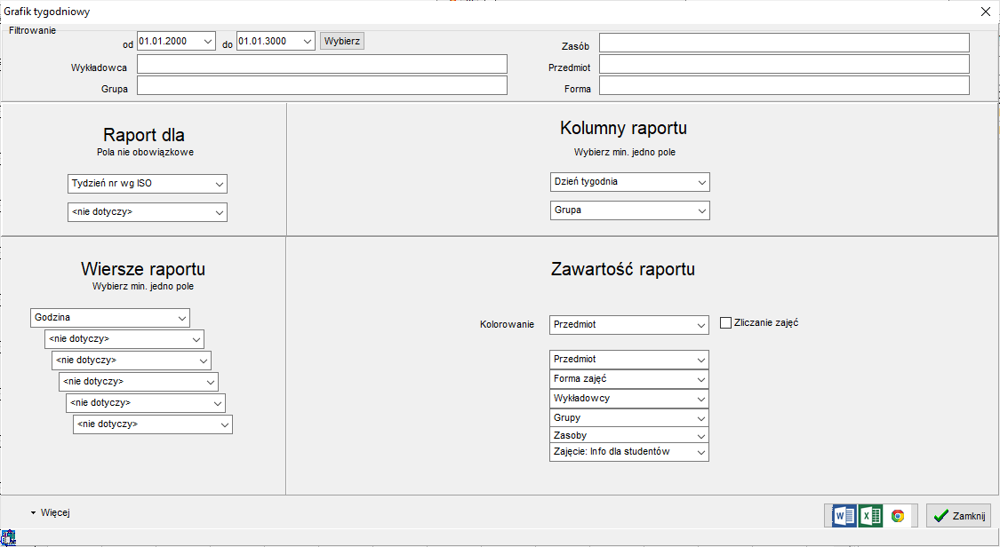 Grafik tygodniowy
Filtrowanie
od 01.01.2000 do 01.01.3000 Wybierz
Zasób
Wykładowca
Przedmiot
Grupa
Forma
Raport dla
Pola nie obowiązkowe
Tydzień nr wg ISO
<nie dotyczy>
Kolumny raportu
Wybierz min. jedno pole
Dzień tygodnia
Grupa
Wiersze raportu
Wybierz min. jedno pole
Godzina
<nie dotyczy>
<nie dotyczy>
<nie dotyczy>
<nie dotyczy>
<nie dotyczy>
Zawartość raportu
Kolorowanie Przedmiot Zliczanie zajęć
Przedmiot
Forma zajęć
Wykładowcy
Grupy
Zasoby
Zajęcie: Info dla studentów
Więcej
W X Zamknij